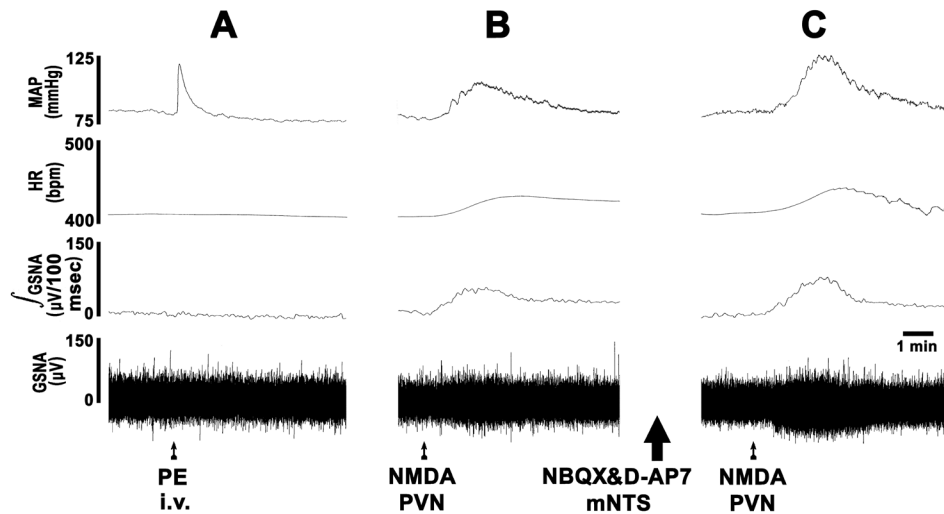 A B C
125
MAP
(mmHg)
75
500
HR
(bpm)
400
150
∫GSNA
(μV/100
msec)
0
150
GSNA
(μV)
0
1 min
PE
i.v.
NMDA
PVN
NBQX&D-AP7
mNTS
NMDA
PVN